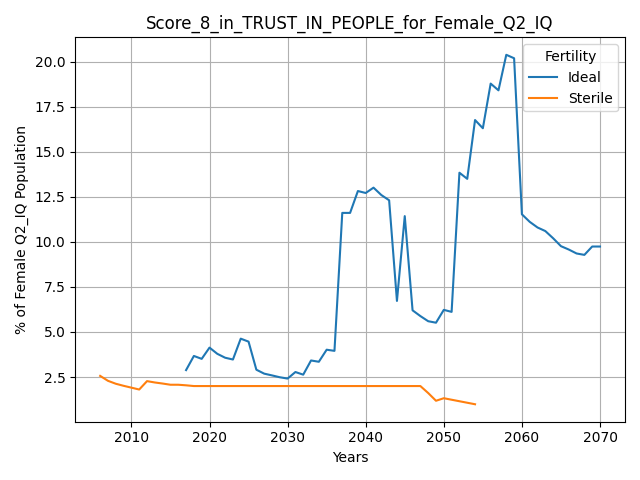 Score_8_in_TRUST_IN_PEOPLE_for_Female_Q2_IQ
Fertility
Ideal
Sterile
% of Female Q2_IQ Population
20.0
17.5
15.0
12.5
10.0
7.5
5.0
2.5
2010 2020 2030 2040 2050 2060 2070
Years